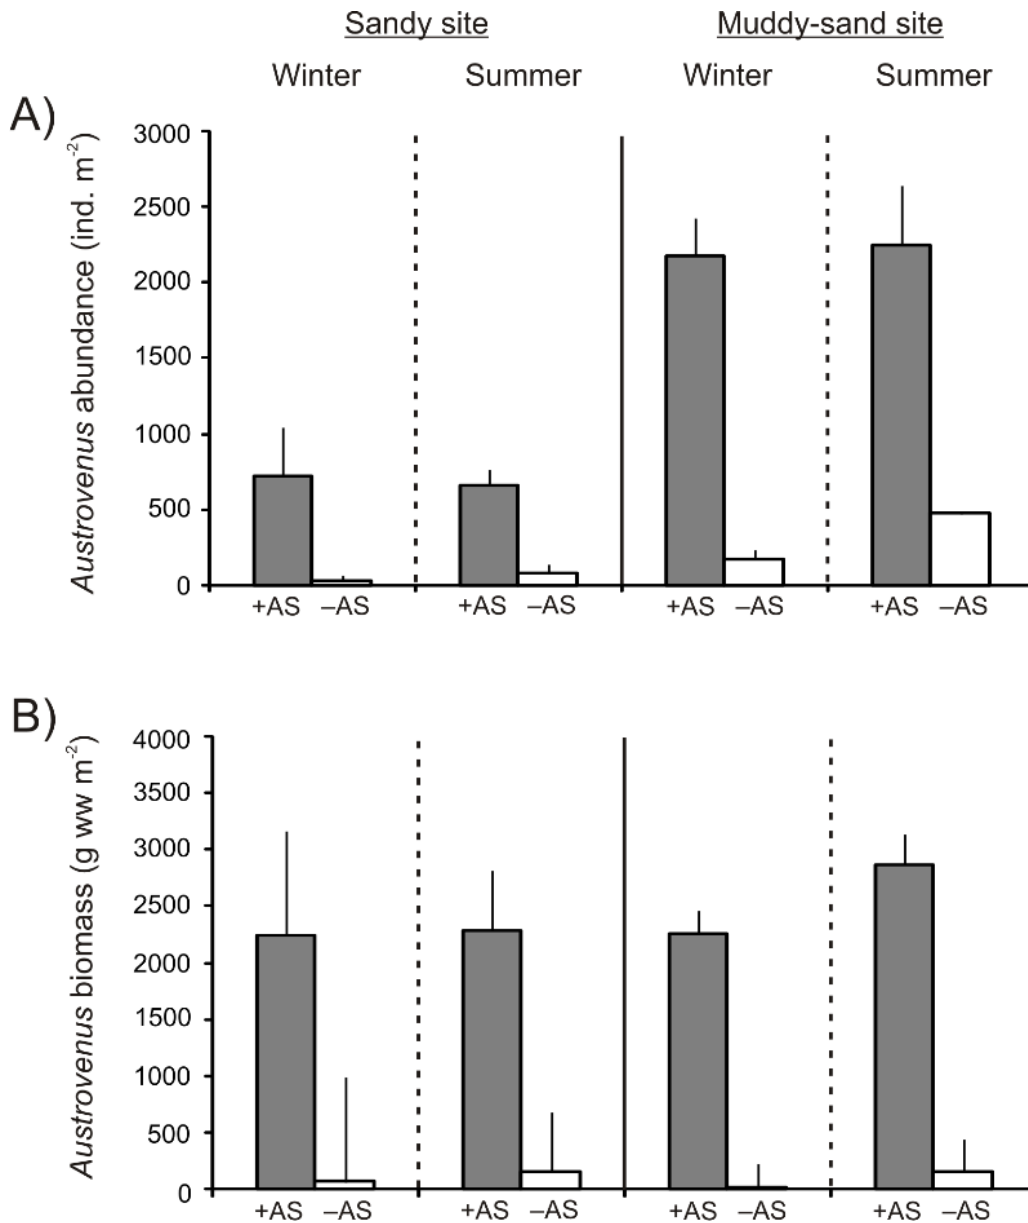 Sandy site Muddy-sand site
Winter Summer Winter Summer
A)
Austrovenus abundance (ind. m-2)
3000
2500
2000
1500
1000
500
0
+AS –AS +AS –AS +AS –AS +AS –AS
B)
Austrovenus biomass (g ww m-2)
4000
3500
3000
2500
2000
1500
1000
500
0
+AS –AS +AS –AS +AS –AS +AS –AS